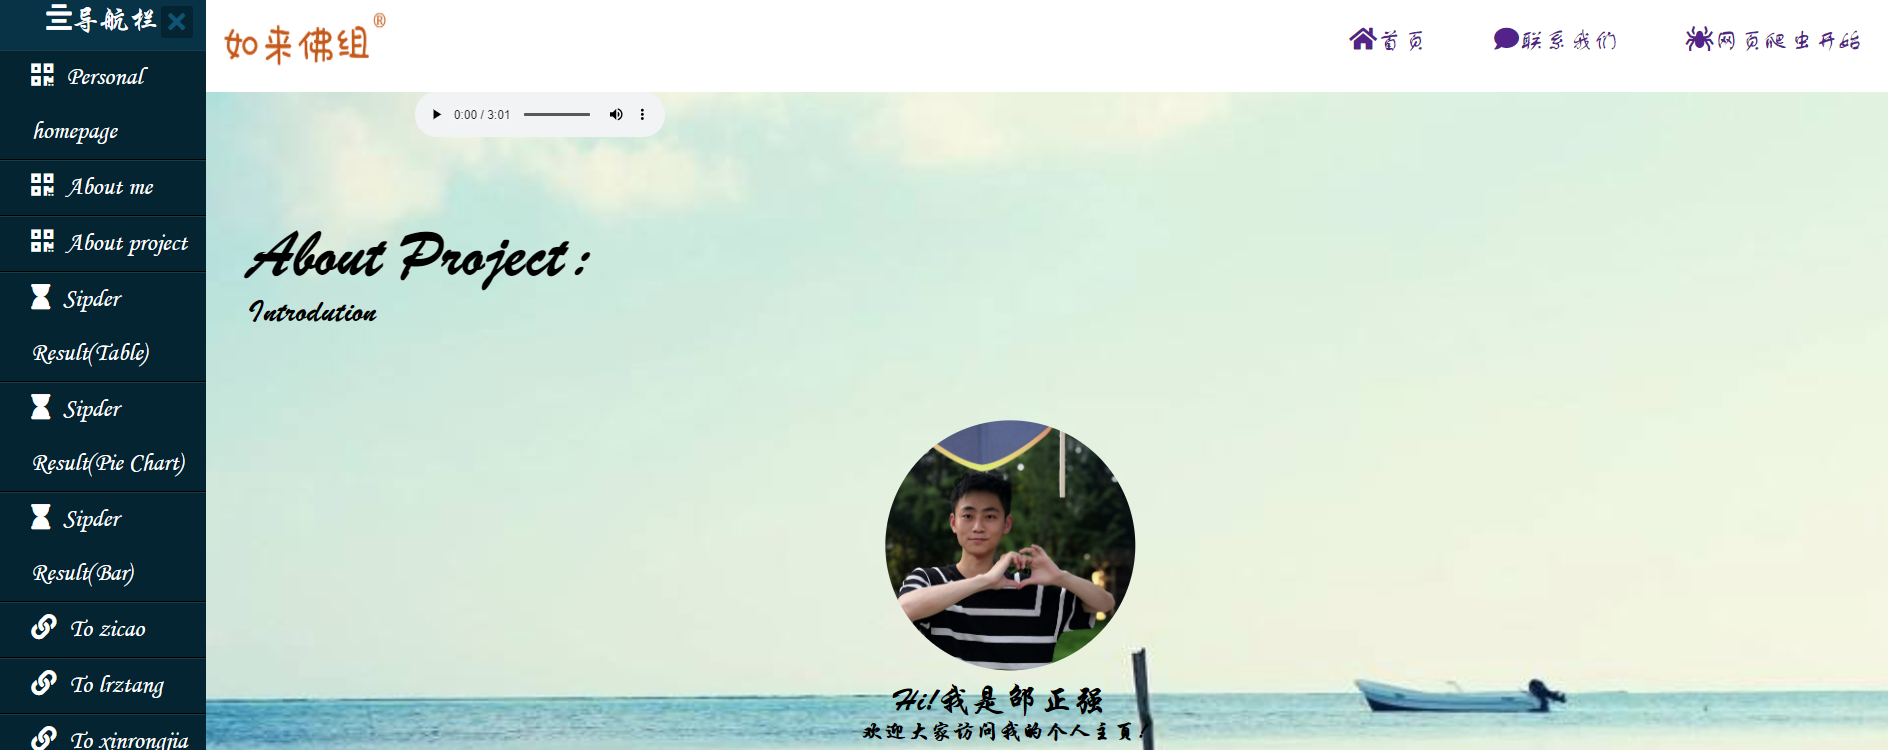 导航栏
Personal
homepage
About me
About project
Sipder
Result(Table)
Sipder
Result(Pie Chart)
Sipder
Result(Bar)
To zicao
To lrztang
To xinrongjia
如来佛组®
首页
联系我们
网页爬虫开始
0:00 / 3:01
About Project:
Introdution
Hi!我是邵正强
欢迎大家访问我的个人主頁!